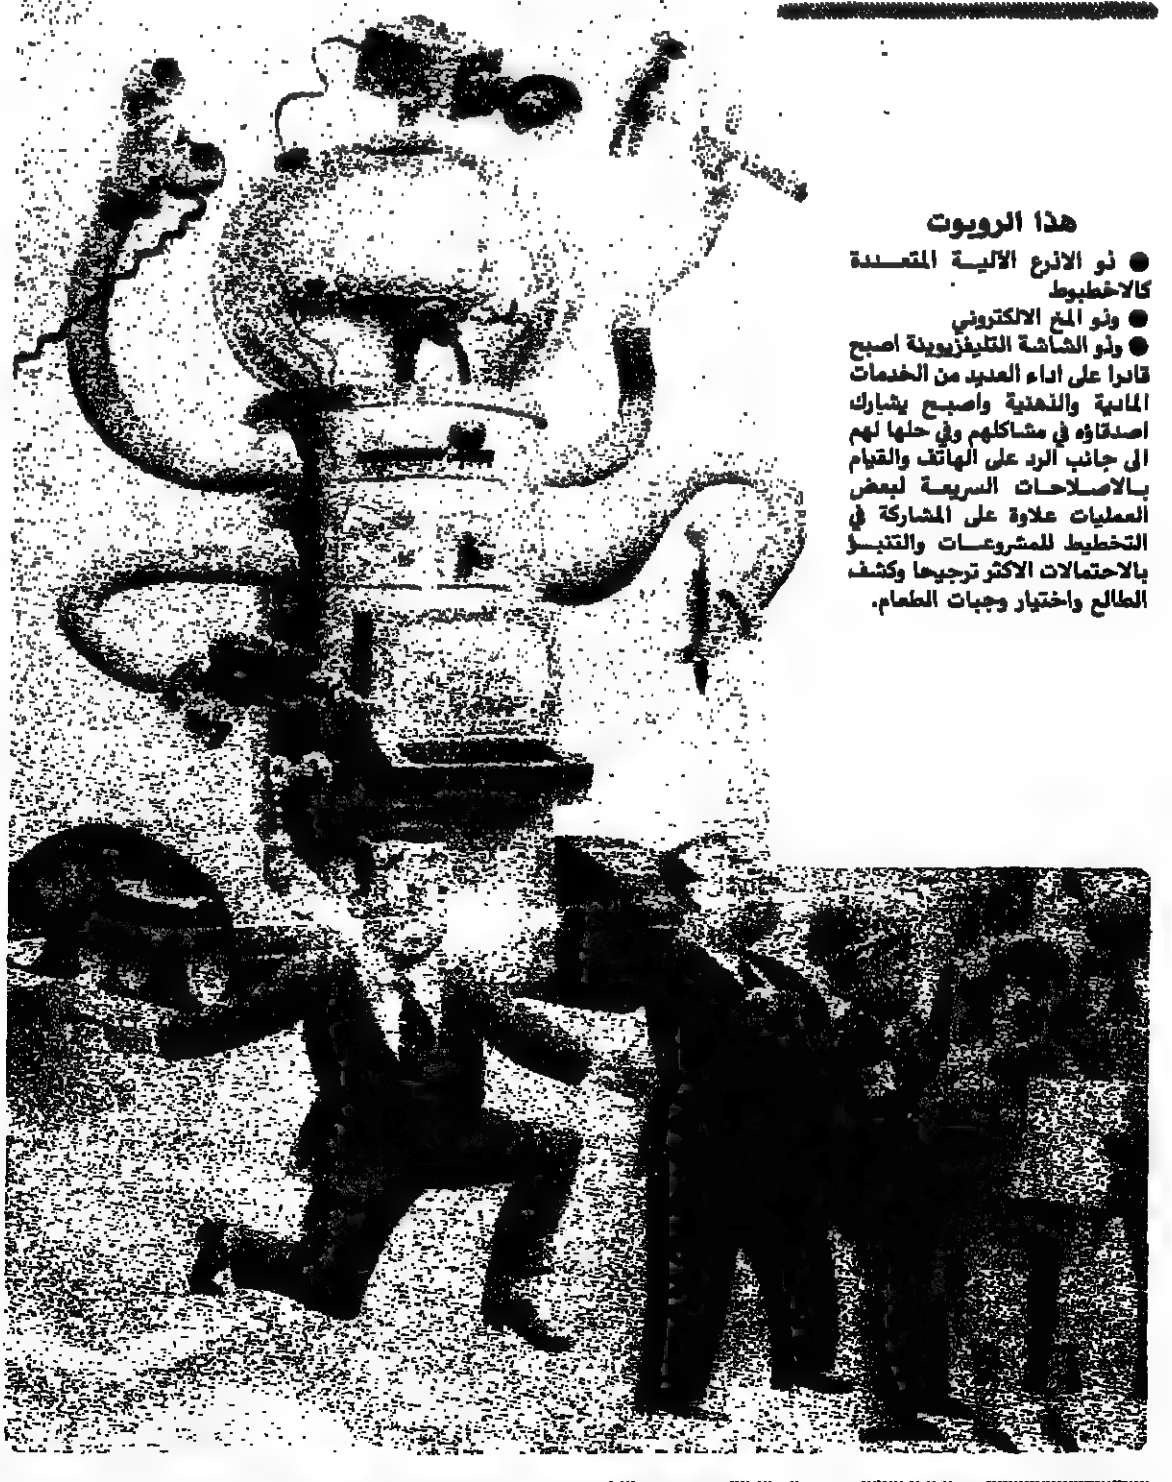 هذا الروبوت
● ذو الاذرع الالية المتعددة
كالاخطبوط
● وذو المخ الالكتروني
● وذو الشاشة التليفزيوينة اصبح
قادرا على اداء العديد من الخدمات
المادية والذهنية واصبح يشارك
اصدقاؤه في مشاكلهم وفي حلها لهم
الى جانب الرد على الهاتف والقيام
بالاصلاحات السريعة لبعض
العمليات علاوة على المشاركة في
التخطيط للمشروعات والتنبؤ
بالاحتمالات الاكثر ترجيحا وكشف
الطالع واختيار وجبات الطعام.